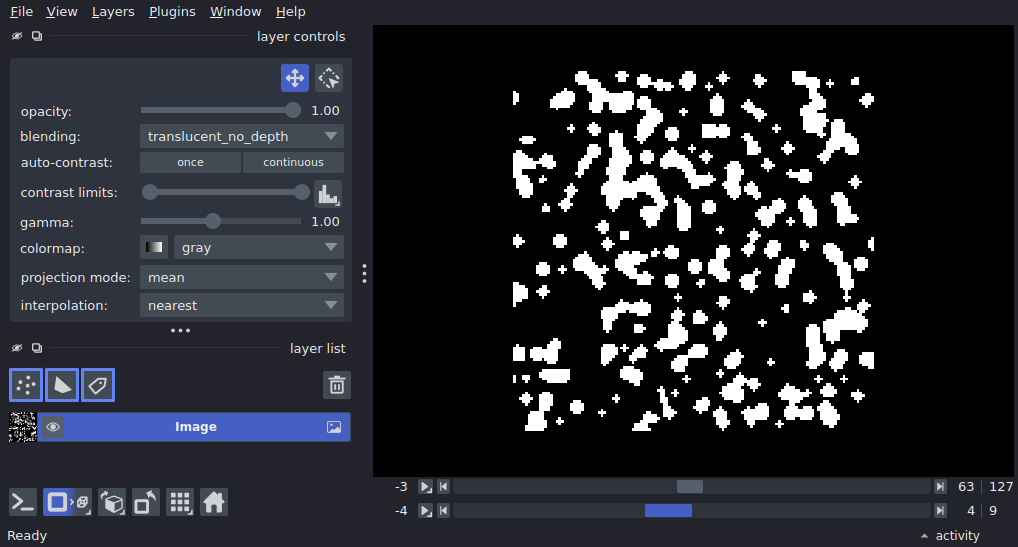 File View Layers Plugins Window Help
layer controls
opacity: 1.00
blending: translucent_no_depth
auto-contrast: once continuous
contrast limits:
gamma: 1.00
colormap: gray
projection mode: mean
interpolation: nearest
layer list
Image
-3 63 127
-4 4 9
Ready activity